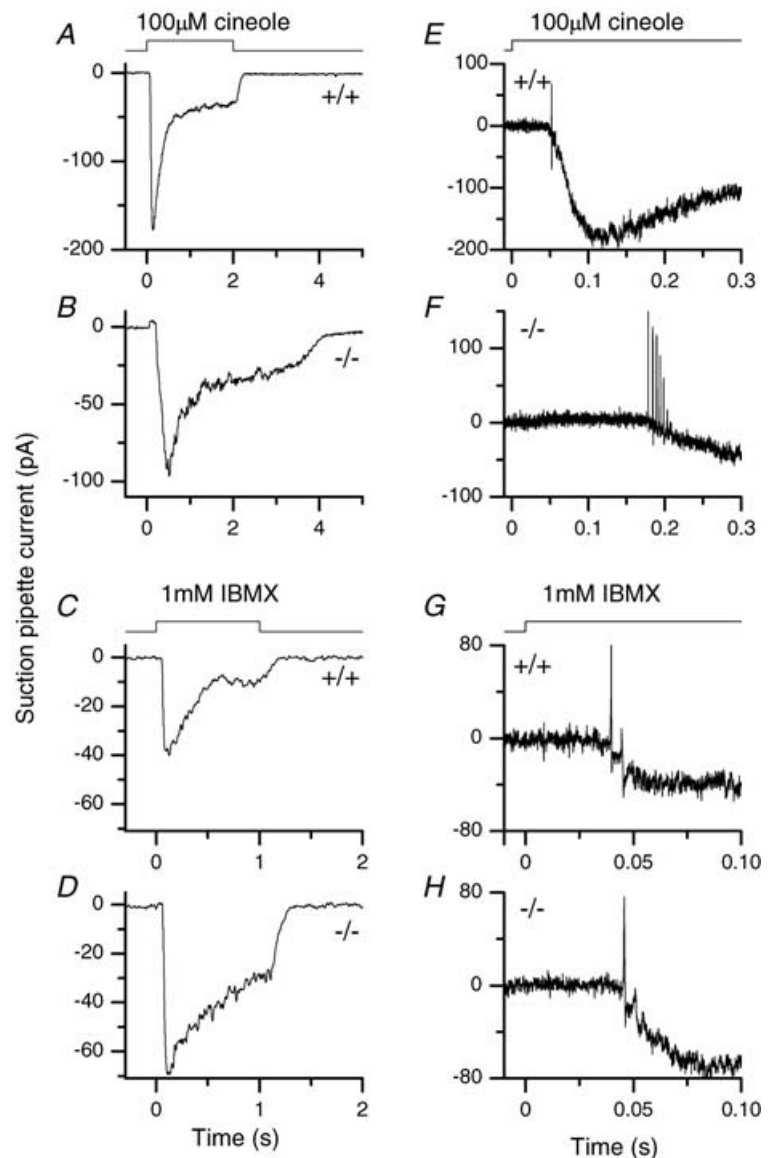 A 100μM cineole
0
-100
-200
+/+
0 2 4
B
0
-50
-100
-/-
0 2 4
C 1mM IBMX
0
-20
-40
-60
+/+
0 1 2
D
0
-20
-40
-60
-/-
0 1 2
Time (s)
Suction pipette current (pA)
E 100μM cineole
100
0
-100
-200
+/+
0 0.1 0.2 0.3
F
100
0
-100
-/-
0 0.1 0.2 0.3
G 1mM IBMX
80
0
-80
+/+
0 0.05 0.10
H
80
0
-80
-/-
0 0.05 0.10
Time (s)